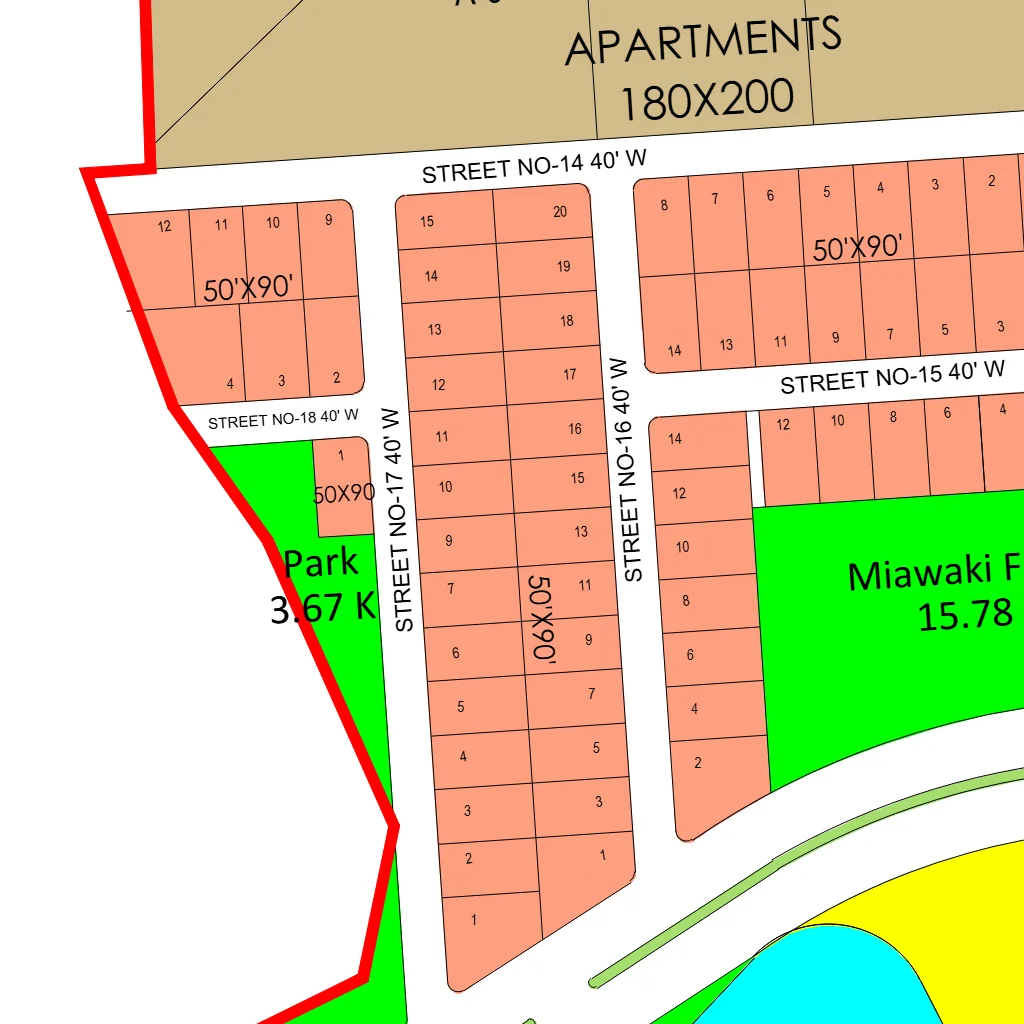 APARTMENTS
180X200
STREET NO-14 40' W
12 11 10 9
50'X90'
4 3 2
STREET NO-18 40' W
1
50X90
Park
3.67 K
STREET NO-17 40' W
15 20
14 19
13 18
12 17
11 16
10 15
9 13
7 11
50'X90'
6 9
5 7
4 5
3 3
2 1
1
STREET NO-16 40' W
8 7 6 5 4 3 2
50'X90'
14 13 11 9 7 5 3
STREET NO-15 40' W
14
12
10
8
6
4
2
12 10 8 6 4
Miawaki F
15.78